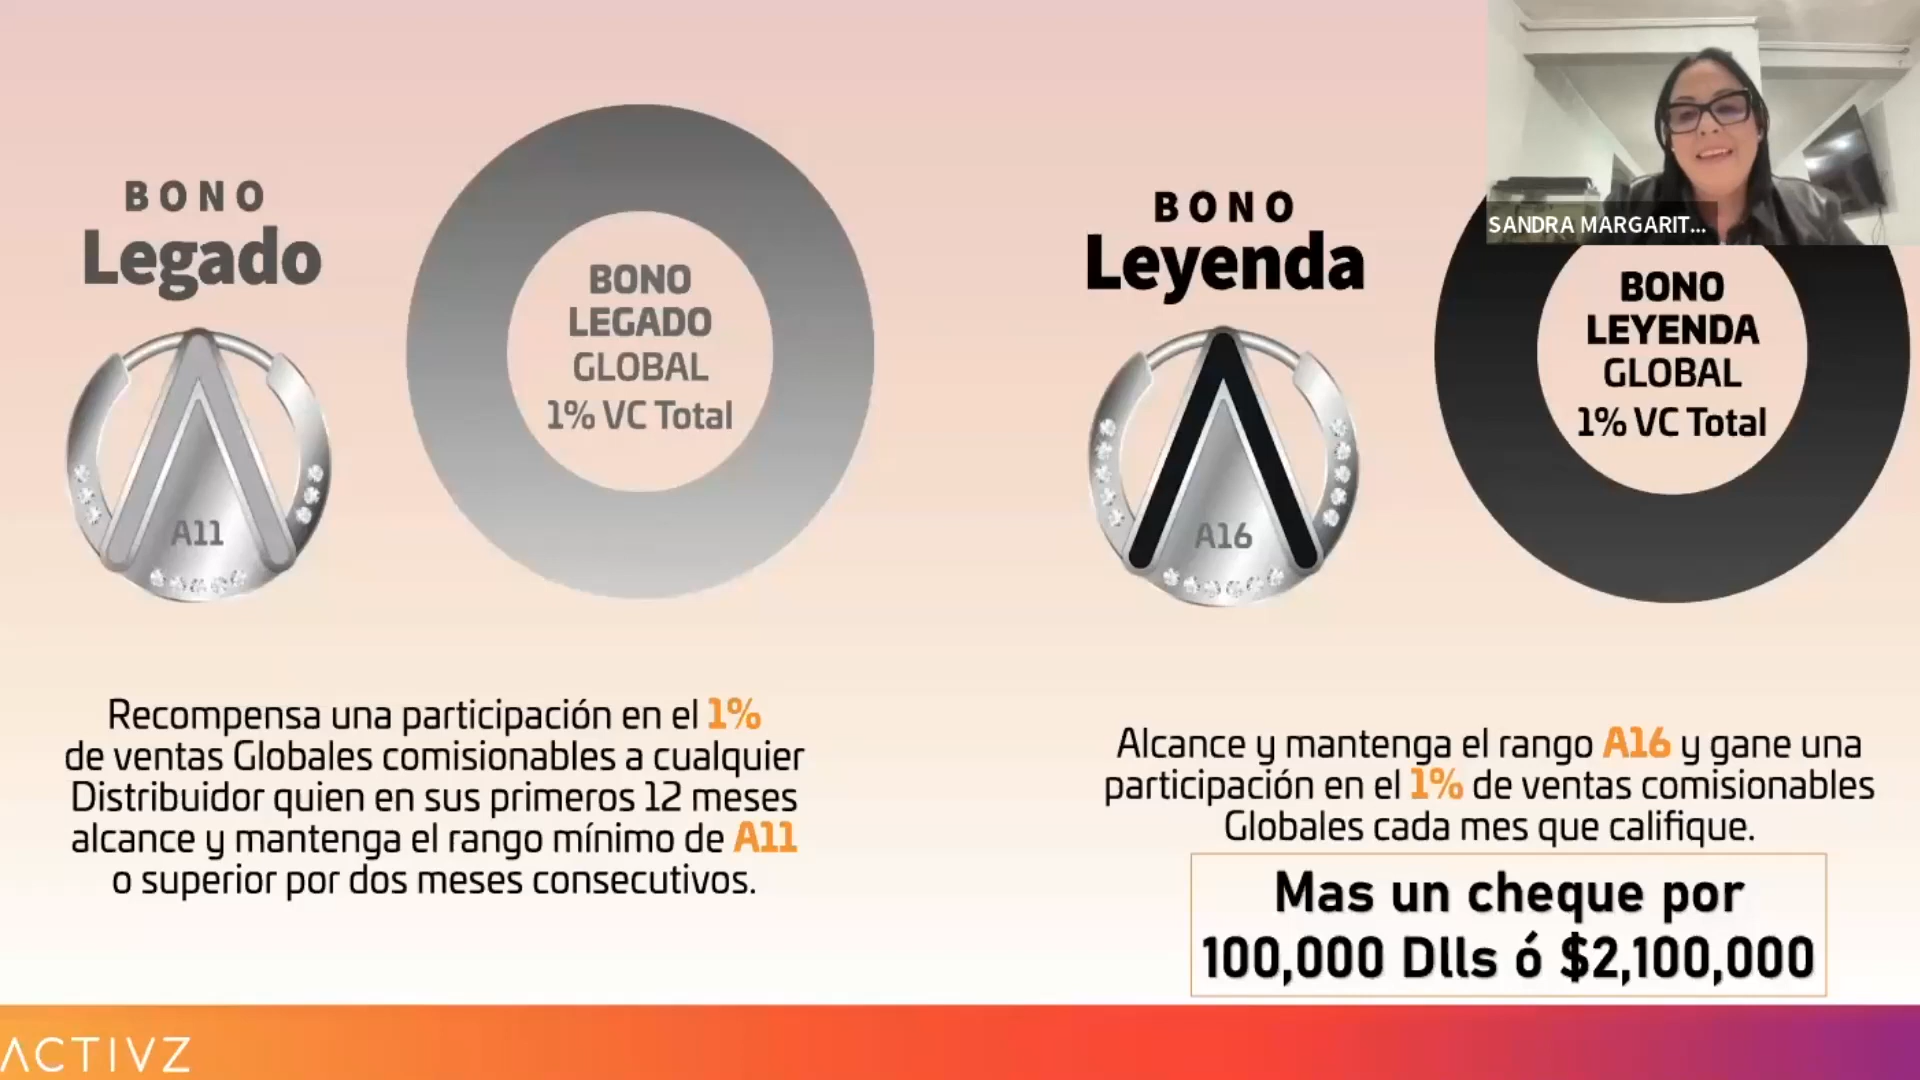 BONO
Legado
BONO
LEGADO
GLOBAL
1% VC Total
A11
Recompensa una participación en el 1%
de ventas Globales comisionables a cualquier
Distribuidor quien en sus primeros 12 meses
alcance y mantenga el rango mínimo de A11
o superior por dos meses consecutivos.
BONO
Leyenda
SANDRA MARGARIT...
BONO
LEYENDA
GLOBAL
1% VC Total
A16
Alcance y mantenga el rango A16 y gane una
participación en el 1% de ventas comisionables
Globales cada mes que califique.
Mas un cheque por
100,000 Dlls ó $2,100,000
ACTIVZ